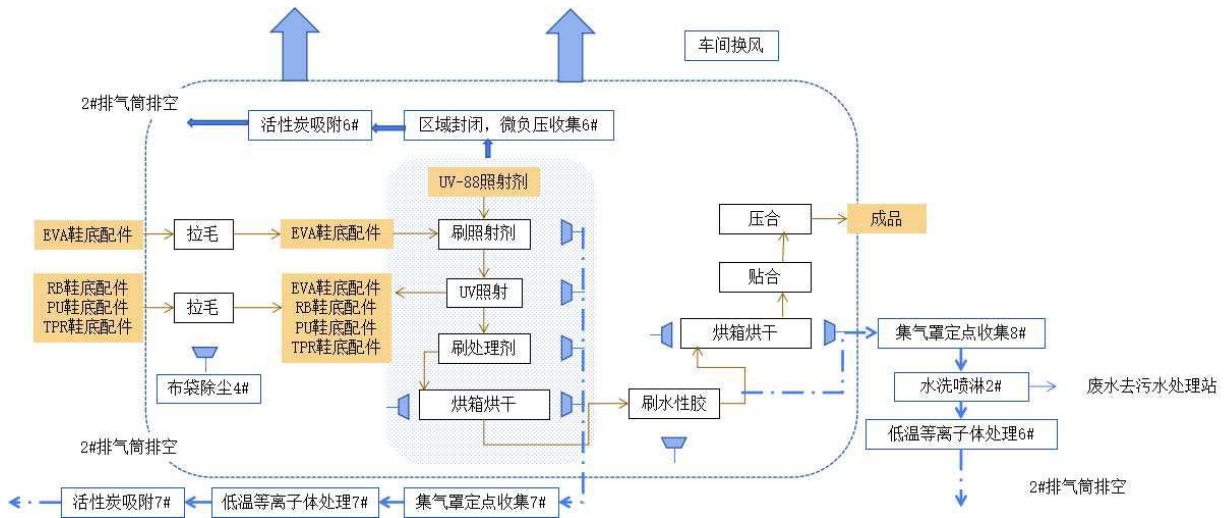 车间换风
2#排气筒排空
活性炭吸附6#
区域封闭，微负压收集6#
UV-88照射剂
EVA鞋底配件
拉毛
EVA鞋底配件
刷照射剂
压合
成品
RB鞋底配件
PU鞋底配件
TPR鞋底配件
拉毛
EVA鞋底配件
RB鞋底配件
PU鞋底配件
TPR鞋底配件
UV照射
贴合
刷处理剂
烘箱烘干
集气罩定点收集8#
布袋除尘4#
烘箱烘干
刷水性胶
水洗喷淋2#
废水去污水处理站
2#排气筒排空
低温等离子体处理6#
活性炭吸附7#
低温等离子体处理7#
集气罩定点收集7#
2#排气筒排空